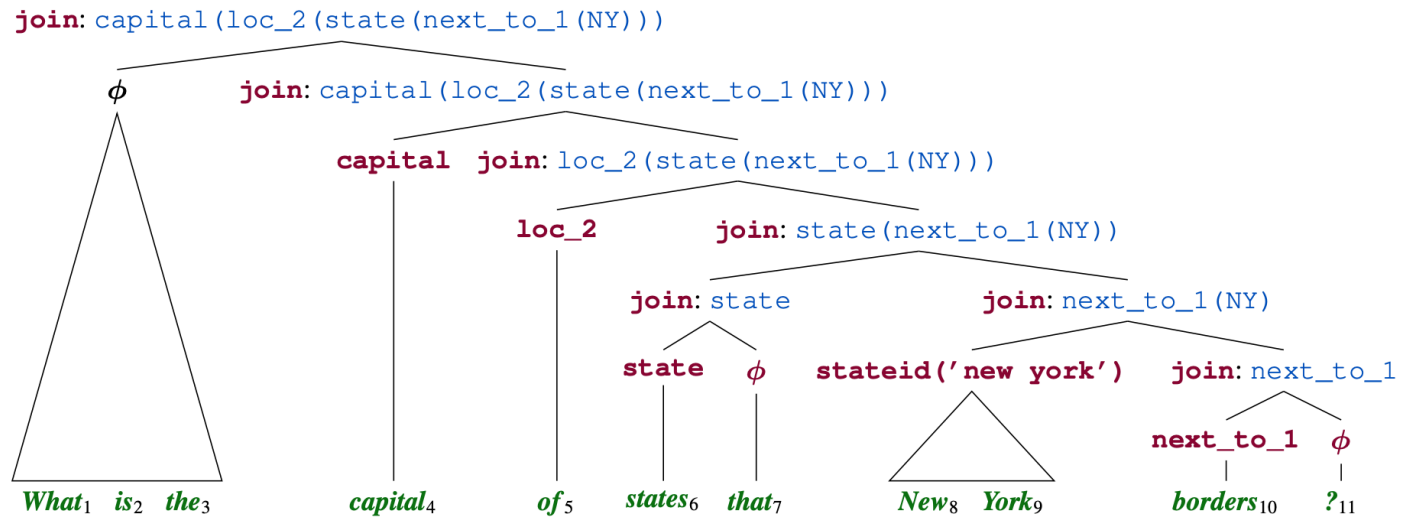 join: capital(loc_2(state(next_to_1(NY)))
ϕ join: capital(loc_2(state(next_to_1(NY)))
capital join: loc_2(state(next_to_1(NY)))
loc_2 join: state(next_to_1(NY))
join: state join: next_to_1(NY)
state ϕ stateid(’new york’) join: next_to_1
next_to_1 ϕ
What₁ is₂ the₃ capital₄ of₅ states₆ that₇ New₈ York₉ borders₁₀ ?₁₁